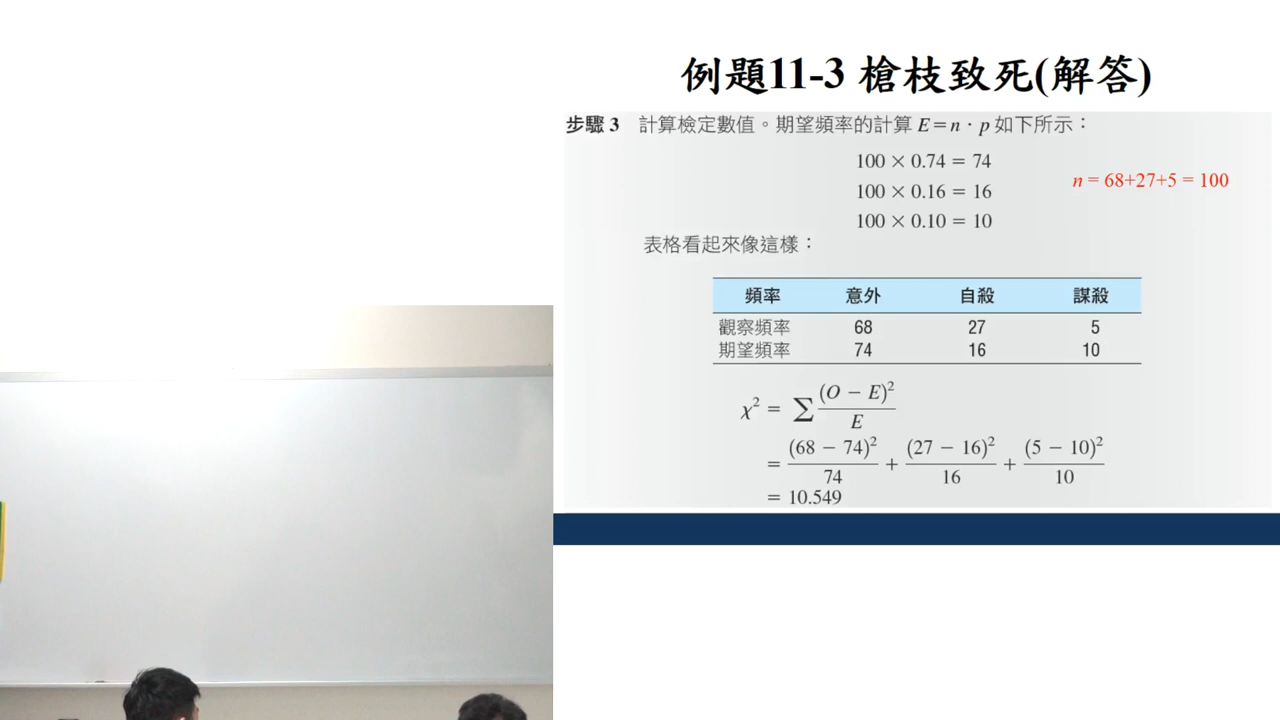 例題11-3 槍枝致死(解答)
步驟 3 計算檢定數值。期望頻率的計算 E = n · p 如下所示：
100 × 0.74 = 74
n = 68+27+5 = 100
100 × 0.16 = 16
100 × 0.10 = 10
表格看起來像這樣：
頻率 意外 自殺 謀殺
觀察頻率 68 27 5
期望頻率 74 16 10
χ² = ∑ (O − E)² / E
= (68 − 74)² / 74 + (27 − 16)² / 16 + (5 − 10)² / 10
= 10.549